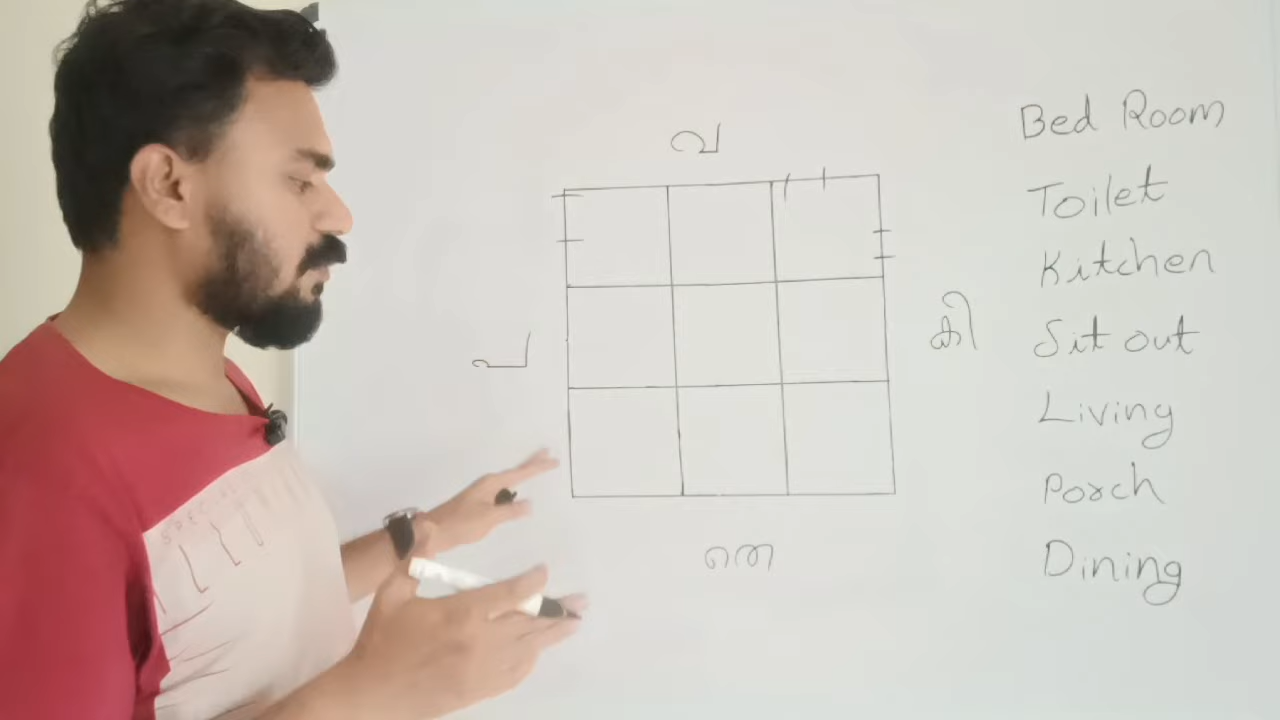 വ
Bed Room
Toilet
Kitchen
പ
കി
Sit out
Living
Porch
തെ
Dining